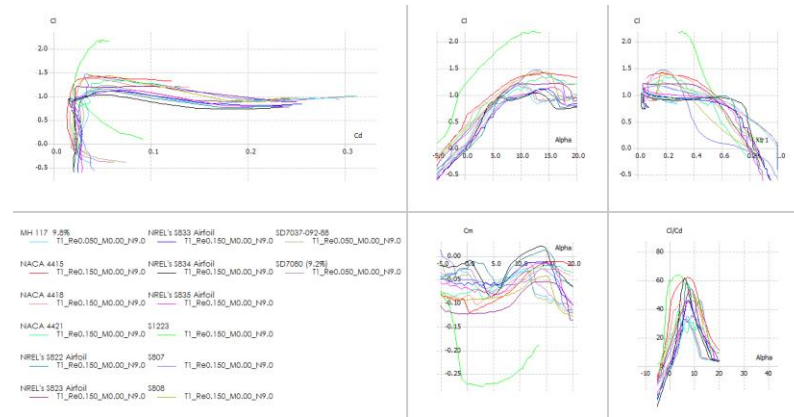 Cl
2.0
1.5
1.0
0.5
0.0
-0.5
0.0 0.1 0.2 0.3
Cd
Cl
2.0
1.5
1.0
0.5
0.0
-0.5
-5.0 0.0 5.0 10.0 15.0 20.0
Alpha
Cl
2.0
1.5
1.0
0.5
0.0
-0.5
0.0 0.2 0.4 0.6 0.8 1.0
Xtr1
MH 117 9.8%
T1_Re0.050_M0.00_N9.0
NACA 4415
T1_Re0.150_M0.00_N9.0
NACA 4418
T1_Re0.150_M0.00_N9.0
NACA 4421
T1_Re0.150_M0.00_N9.0
NREL's S822 Airfoil
T1_Re0.150_M0.00_N9.0
NREL's S823 Airfoil
T1_Re0.150_M0.00_N9.0
NREL's S833 Airfoil
T1_Re0.150_M0.00_N9.0
NREL's S834 Airfoil
T1_Re0.150_M0.00_N9.0
NREL's S835 Airfoil
T1_Re0.150_M0.00_N9.0
S1223
T1_Re0.150_M0.00_N9.0
S807
T1_Re0.150_M0.00_N9.0
S808
T1_Re0.150_M0.00_N9.0
SD7037-092-88
T1_Re0.050_M0.00_N9.0
SD7080 (9.2%)
T1_Re0.050_M0.00_N9.0
Cm
0.00
-0.05
-0.10
-0.15
-0.20
-0.25
-5.0 0.0 5.0 10.0 15.0 20.0
Alpha
Cl/Cd
80
60
40
20
0
-10 0 10 20 30 40
Alpha